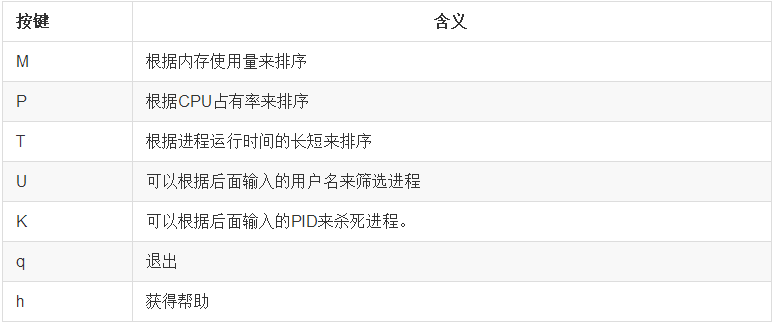 按键 含义
M 根据内存使用量来排序
P 根据CPU占有率来排序
T 根据进程运行时间的长短来排序
U 可以根据后面输入的用户名来筛选进程
K 可以根据后面输入的PID来杀死进程。
q 退出
h 获得帮助